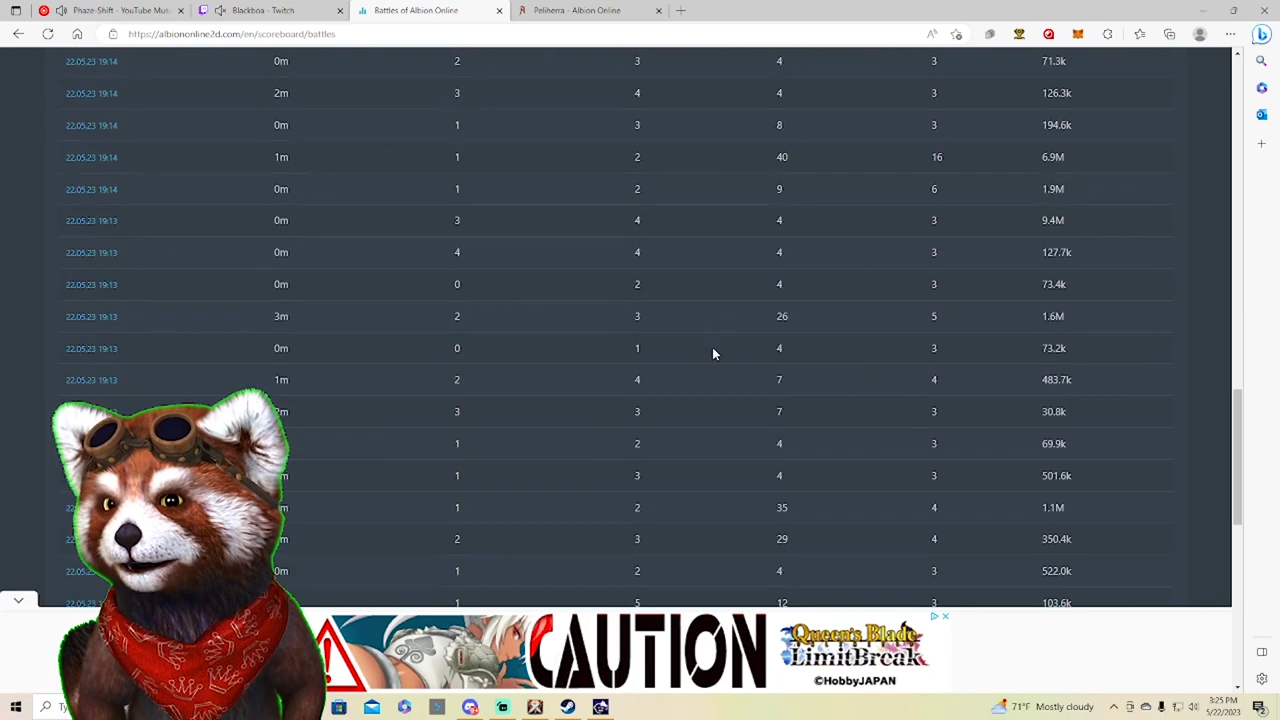 Phaze-Shift - YouTube Mus
Blackboa - Twitch
Battles of Albion Online
Peliherra - Albion Online
https://albiononline2d.com/en/scoreboard/battles
22.05.23 19:14 0m 2 3 4 3 71.3k
22.05.23 19:14 2m 3 4 4 3 126.3k
22.05.23 19:14 0m 1 3 8 3 194.6k
22.05.23 19:14 1m 1 2 40 16 6.9M
22.05.23 19:14 0m 1 2 9 6 1.9M
22.05.23 19:13 0m 3 4 4 3 9.4M
22.05.23 19:13 0m 4 4 4 3 127.7k
22.05.23 19:13 0m 0 2 4 3 73.4k
22.05.23 19:13 3m 2 3 26 5 1.6M
22.05.23 19:13 0m 0 1 4 3 73.2k
22.05.23 19:13 1m 2 4 7 4 483.7k
3 3 7 3 30.8k
1 2 4 3 69.9k
1 3 4 3 501.6k
1 2 35 4 1.1M
2 3 29 4 350.4k
0m 1 2 4 3 522.0k
1 5 12 3 103.6k
CAUTION
Queen's Blade
LimitBreak
©HobbyJAPAN
Ty
71°F Mostly cloudy
3:25 PM
5/22/2023